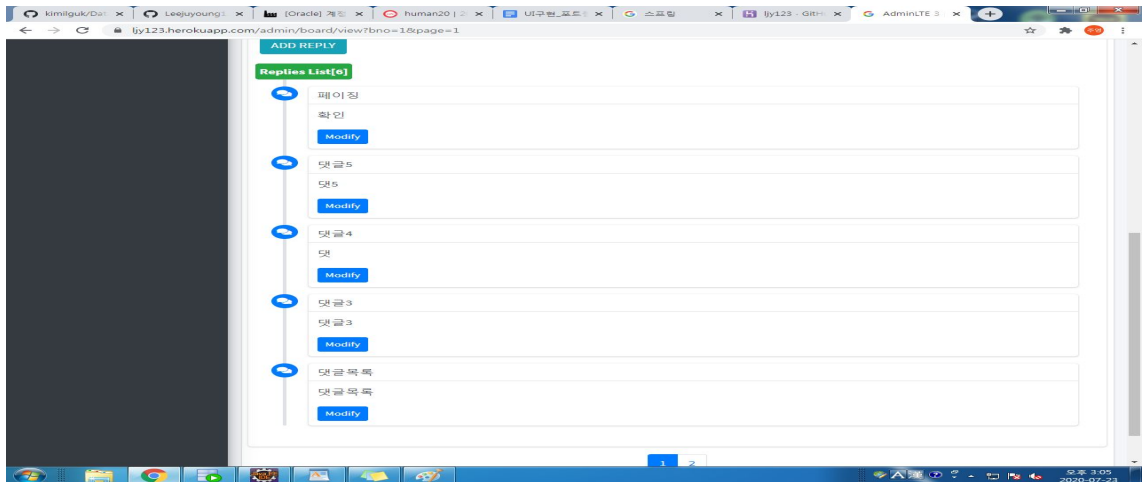 kimilguk/Dat
Leejuyoung1
[Oracle] 계정
human20 | 2
UI구현_포트
스프링
ljy123 - GitH
AdminLTE 3
ljy123.herokuapp.com/admin/board/view?bno=1&page=1
주영
ADD REPLY
Replies List[6]
페이징
확인
Modify
댓글5
댓5
Modify
댓글4
댓
Modify
댓글3
댓글3
Modify
댓글목록
댓글목록
Modify
1 2
A 漢
오후 3:05
2020-07-23